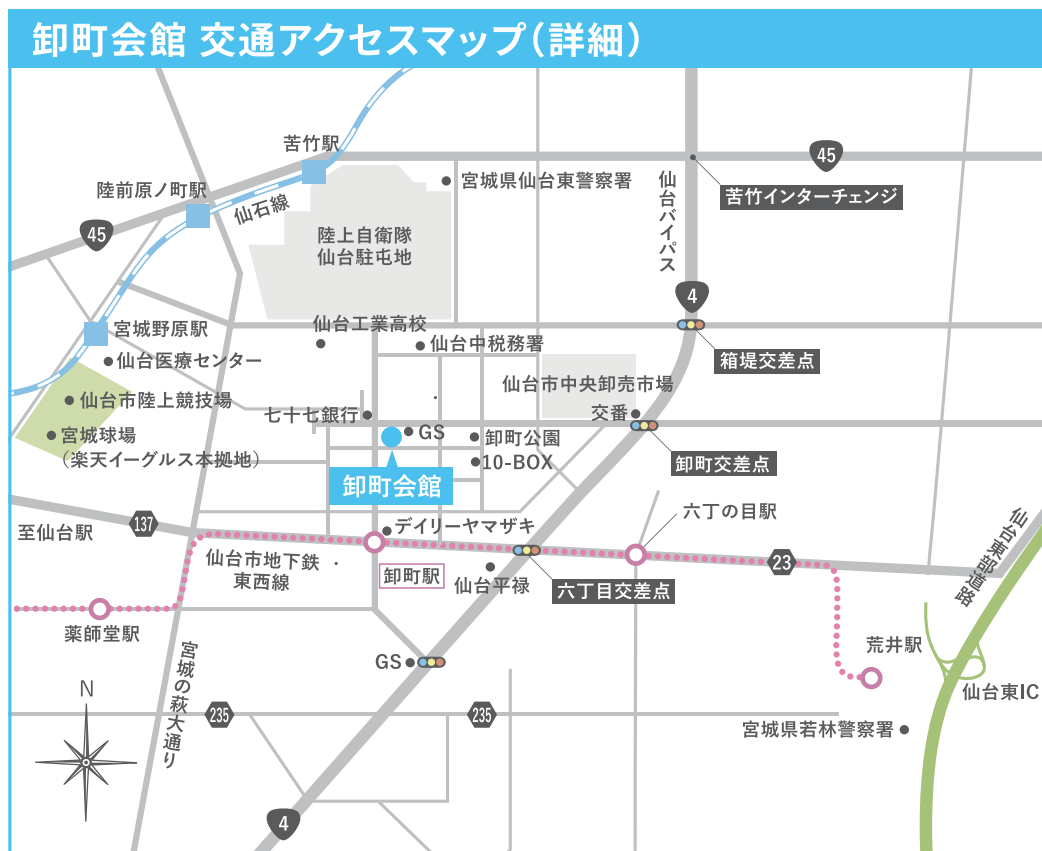 卸町会館 交通アクセスマップ（詳細）
苦竹駅
45
陸前原ノ町駅
仙石線
宮城県仙台東警察署
仙台バイパス
苦竹インターチェンジ
45
陸上自衛隊
仙台駐屯地
4
宮城野原駅
仙台工業高校
仙台医療センター
仙台中税務署
箱堤交差点
仙台市陸上競技場
仙台市中央卸売市場
七十七銀行
交番
宮城球場
（楽天イーグルス本拠地）
GS
卸町公園
10-BOX
卸町交差点
卸町会館
六丁の目駅
137
至仙台駅
デイリーヤマザキ
仙台東部道路
仙台市地下鉄
東西線
卸町駅
仙台平禄
六丁目交差点
23
薬師堂駅
宮城の萩大通り
GS
荒井駅
仙台東IC
N
235
235
宮城県若林警察署
4